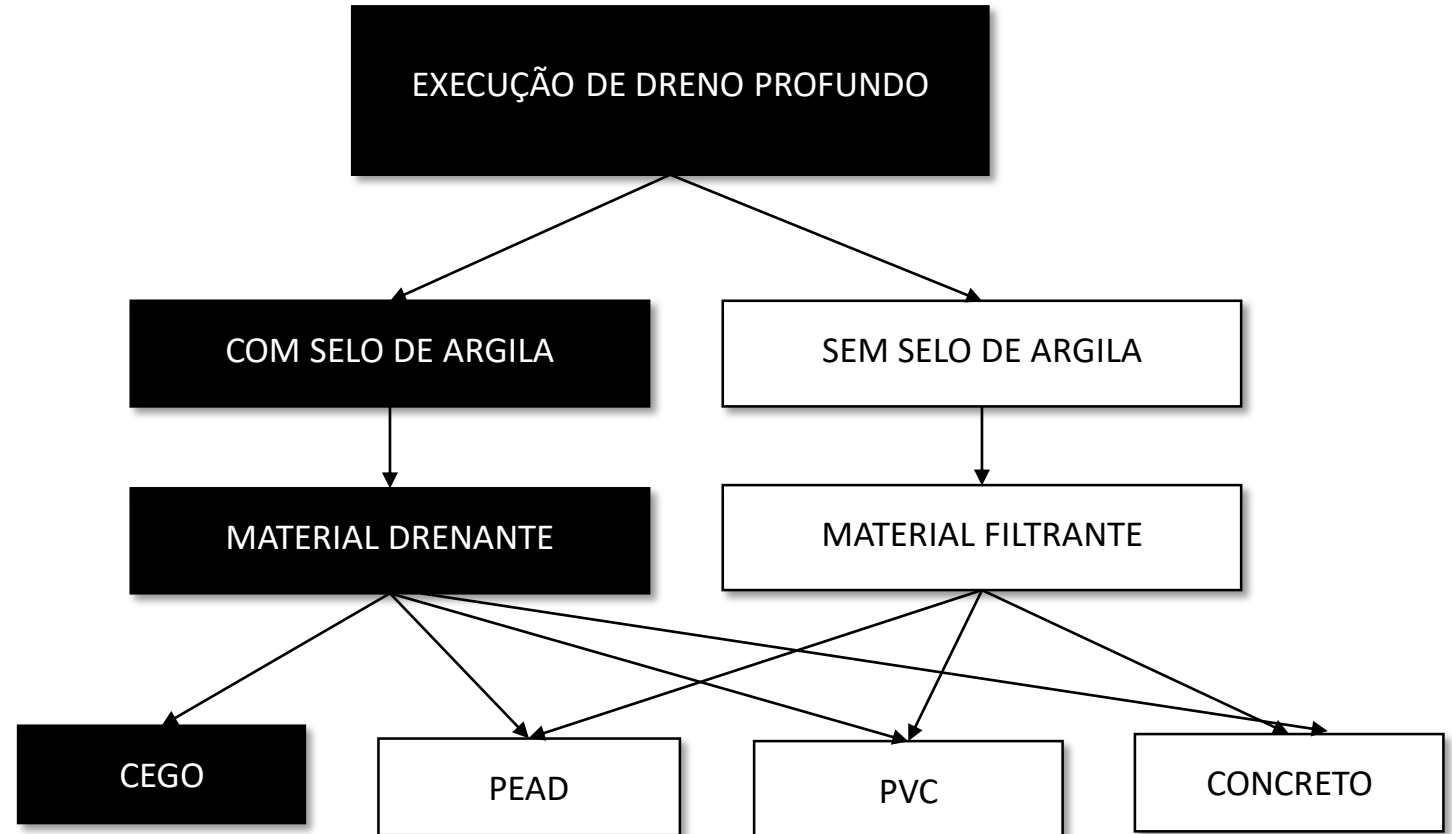 EXECUÇÃO DE DRENO PROFUNDO
COM SELO DE ARGILA
SEM SELO DE ARGILA
MATERIAL DRENANTE
MATERIAL FILTRANTE
CEGO
PEAD
PVC
CONCRETO